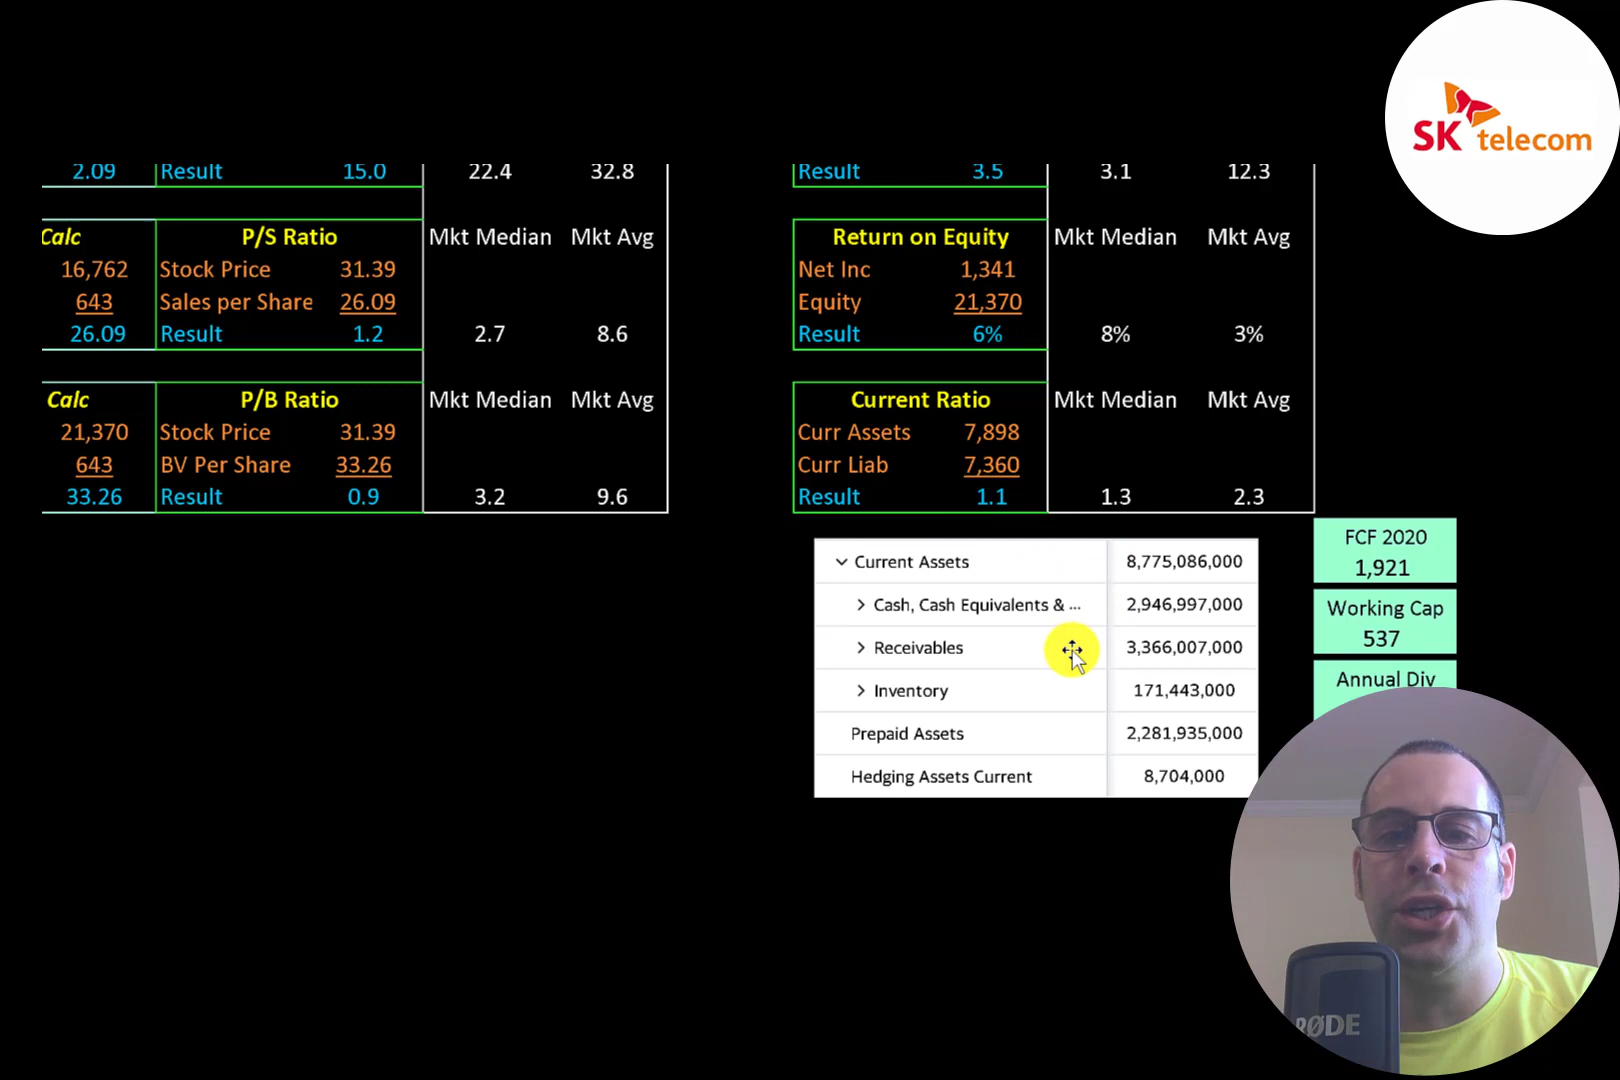 SK telecom
2.09 Result 15.0 22.4 32.8
Result 3.5 3.1 12.3
Calc P/S Ratio Mkt Median Mkt Avg
16,762 Stock Price 31.39
643 Sales per Share 26.09
26.09 Result 1.2 2.7 8.6
Return on Equity Mkt Median Mkt Avg
Net Inc 1,341
Equity 21,370
Result 6% 8% 3%
Calc P/B Ratio Mkt Median Mkt Avg
21,370 Stock Price 31.39
643 BV Per Share 33.26
33.26 Result 0.9 3.2 9.6
Current Ratio Mkt Median Mkt Avg
Curr Assets 7,898
Curr Liab 7,360
Result 1.1 1.3 2.3
Current Assets 8,775,086,000
Cash, Cash Equivalents & ... 2,946,997,000
Receivables 3,366,007,000
Inventory 171,443,000
Prepaid Assets 2,281,935,000
Hedging Assets Current 8,704,000
FCF 2020
1,921
Working Cap
537
Annual Div
RØDE